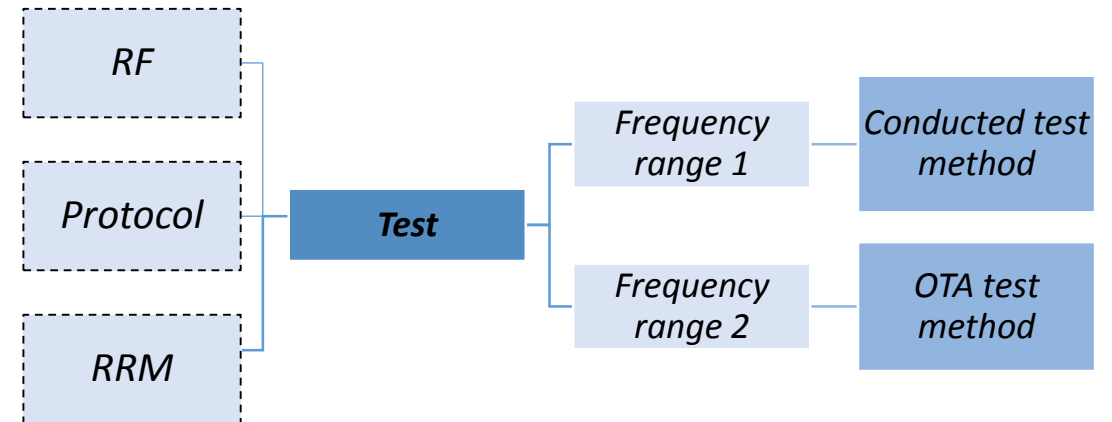 RF
Protocol
RRM
Test
Frequency
range 1
Frequency
range 2
Conducted test
method
OTA test
method